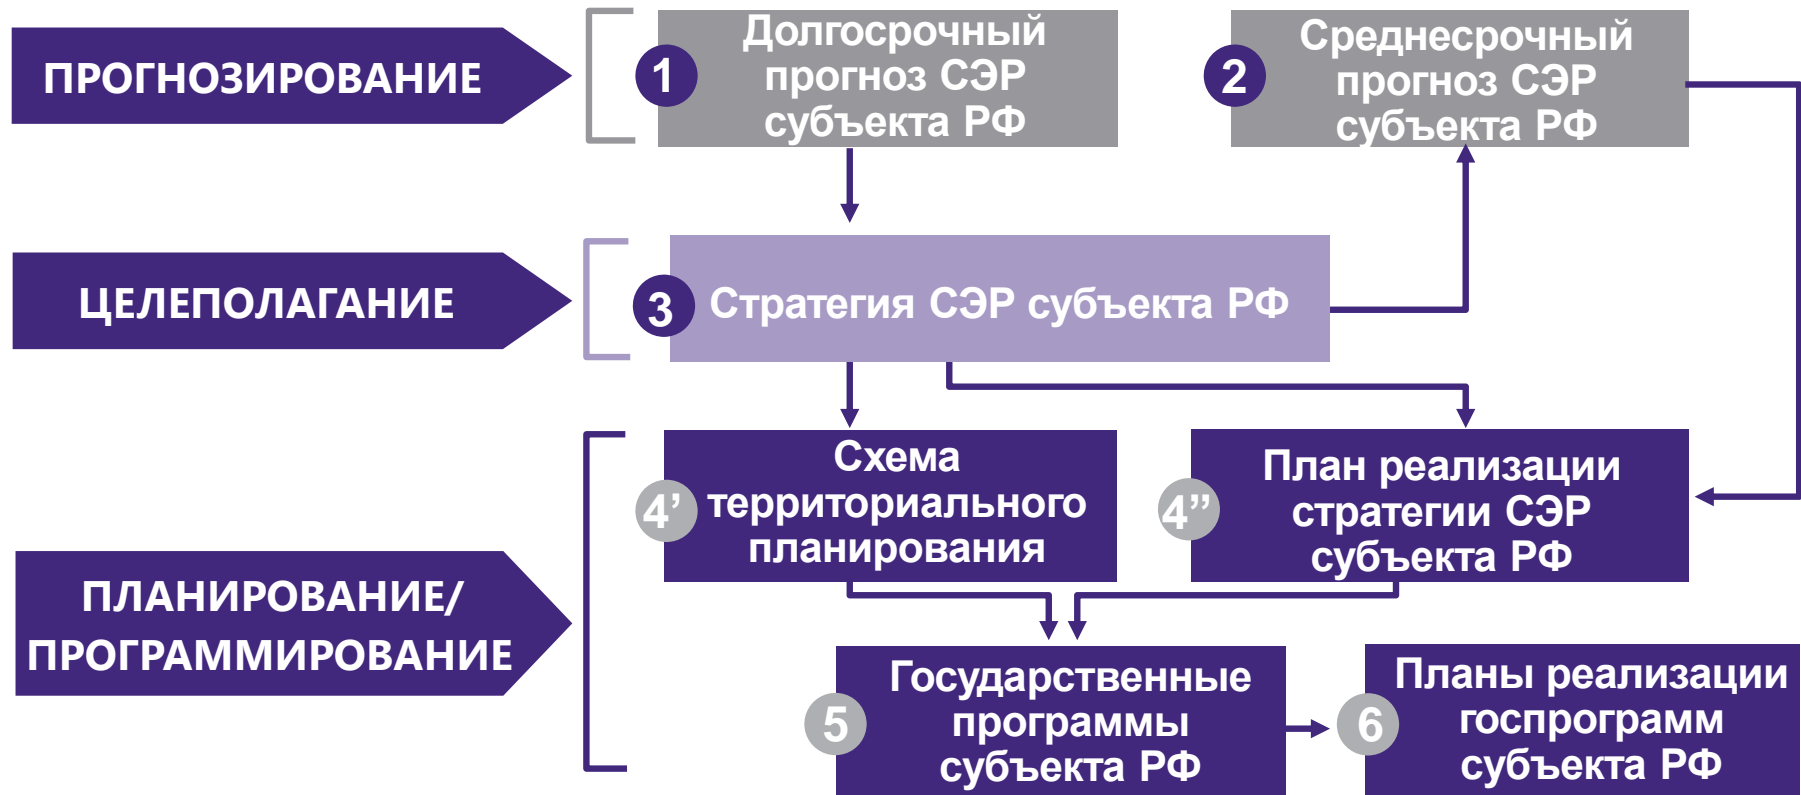 ПРОГНОЗИРОВАНИЕ
1
Долгосрочный
прогноз СЭР
субъекта РФ
2
Среднесрочный
прогноз СЭР
субъекта РФ
ЦЕЛЕПОЛАГАНИЕ
3
Стратегия СЭР субъекта РФ
ПЛАНИРОВАНИЕ/
ПРОГРАММИРОВАНИЕ
4’
Схема
территориального
планирования
4”
План реализации
стратегии СЭР
субъекта РФ
5
Государственные
программы
субъекта РФ
6
Планы реализации
госпрограмм
субъекта РФ